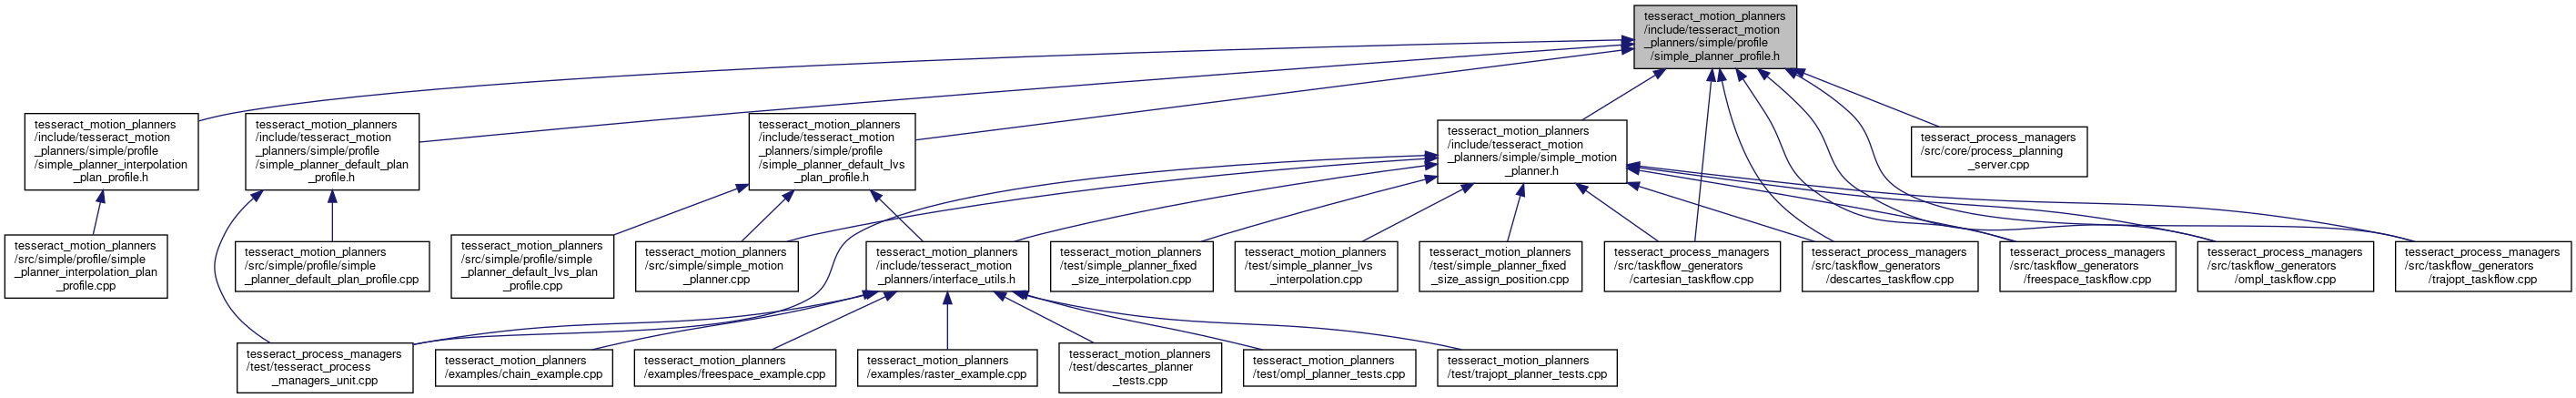 tesseract_motion_planners
/include/tesseract_motion
_planners/simple/profile
/simple_planner_profile.h
tesseract_motion_planners
/include/tesseract_motion
_planners/simple/profile
/simple_planner_interpolation
_plan_profile.h
tesseract_motion_planners
/include/tesseract_motion
_planners/simple/profile
/simple_planner_default_plan
_profile.h
tesseract_motion_planners
/include/tesseract_motion
_planners/simple/profile
/simple_planner_default_lvs
_plan_profile.h
tesseract_motion_planners
/include/tesseract_motion
_planners/simple/simple_motion
_planner.h
tesseract_process_managers
/src/core/process_planning
_server.cpp
tesseract_motion_planners
/src/simple/profile/simple
_planner_interpolation_plan
_profile.cpp
tesseract_motion_planners
/src/simple/profile/simple
_planner_default_plan_profile.cpp
tesseract_motion_planners
/src/simple/profile/simple
_planner_default_lvs_plan
_profile.cpp
tesseract_motion_planners
/src/simple/simple_motion
_planner.cpp
tesseract_motion_planners
/include/tesseract_motion
_planners/interface_utils.h
tesseract_motion_planners
/test/simple_planner_fixed
_size_interpolation.cpp
tesseract_motion_planners
/test/simple_planner_lvs
_interpolation.cpp
tesseract_motion_planners
/test/simple_planner_fixed
_size_assign_position.cpp
tesseract_process_managers
/src/taskflow_generators
/cartesian_taskflow.cpp
tesseract_process_managers
/src/taskflow_generators
/descartes_taskflow.cpp
tesseract_process_managers
/src/taskflow_generators
/freespace_taskflow.cpp
tesseract_process_managers
/src/taskflow_generators
/ompl_taskflow.cpp
tesseract_process_managers
/src/taskflow_generators
/trajopt_taskflow.cpp
tesseract_process_managers
/test/tesseract_process
_managers_unit.cpp
tesseract_motion_planners
/examples/chain_example.cpp
tesseract_motion_planners
/examples/freespace_example.cpp
tesseract_motion_planners
/examples/raster_example.cpp
tesseract_motion_planners
/test/descartes_planner
_tests.cpp
tesseract_motion_planners
/test/ompl_planner_tests.cpp
tesseract_motion_planners
/test/trajopt_planner_tests.cpp